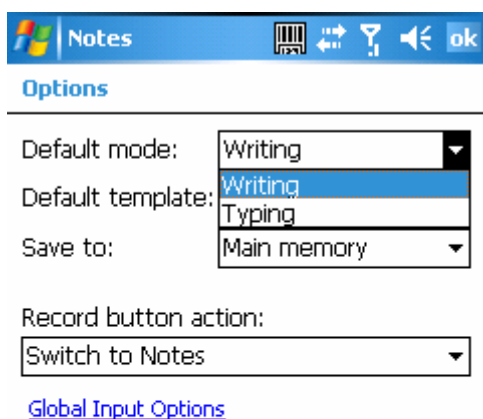 Notes ok
Options
Default mode: Writing
Writing
Default template:
Typing
Save to: Main memory
Record button action:
Switch to Notes
Global Input Options